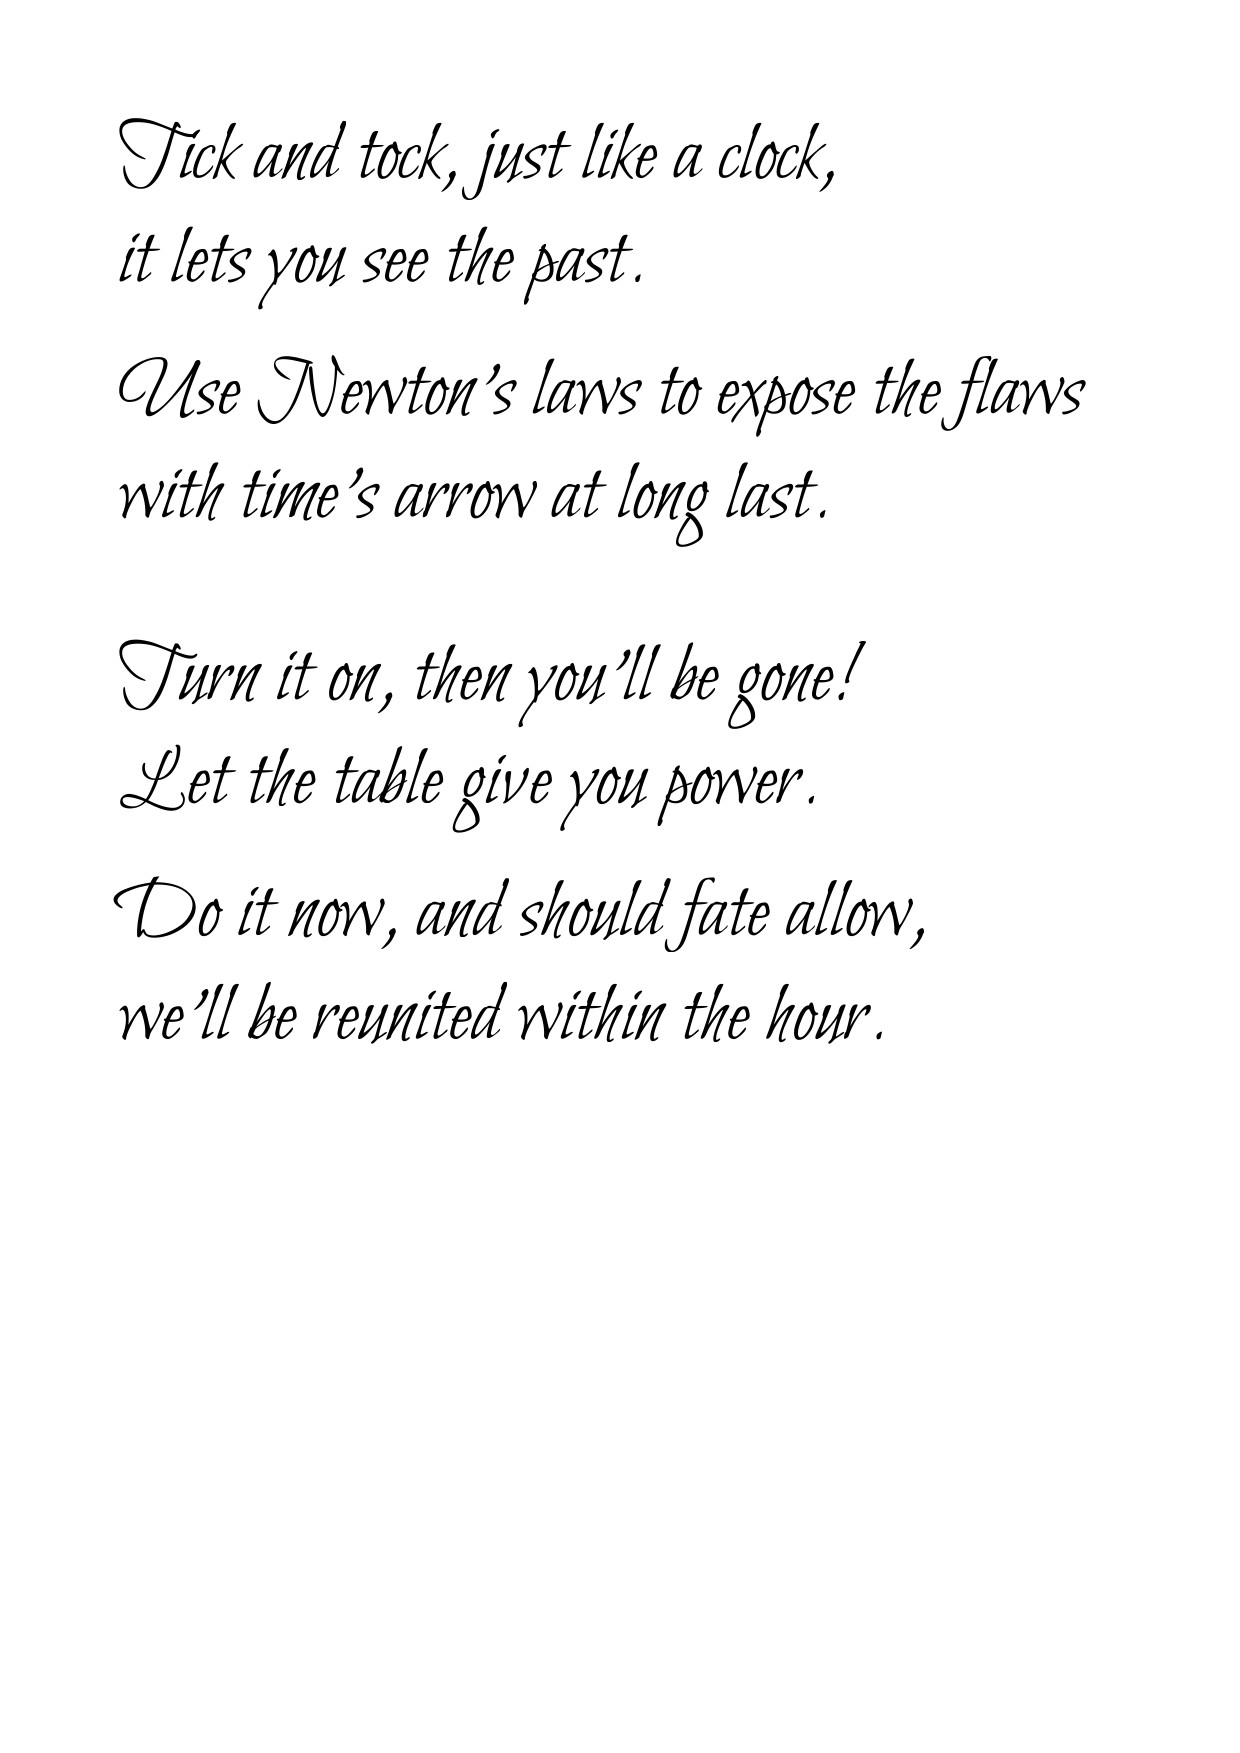 Tick and tock, just like a clock,
it lets you see the past.
Use Newton’s laws to expose the flaws
with time’s arrow at long last.
Turn it on, then you’ll be gone!
Let the table give you power.
Do it now, and should fate allow,
we’ll be reunited within the hour.